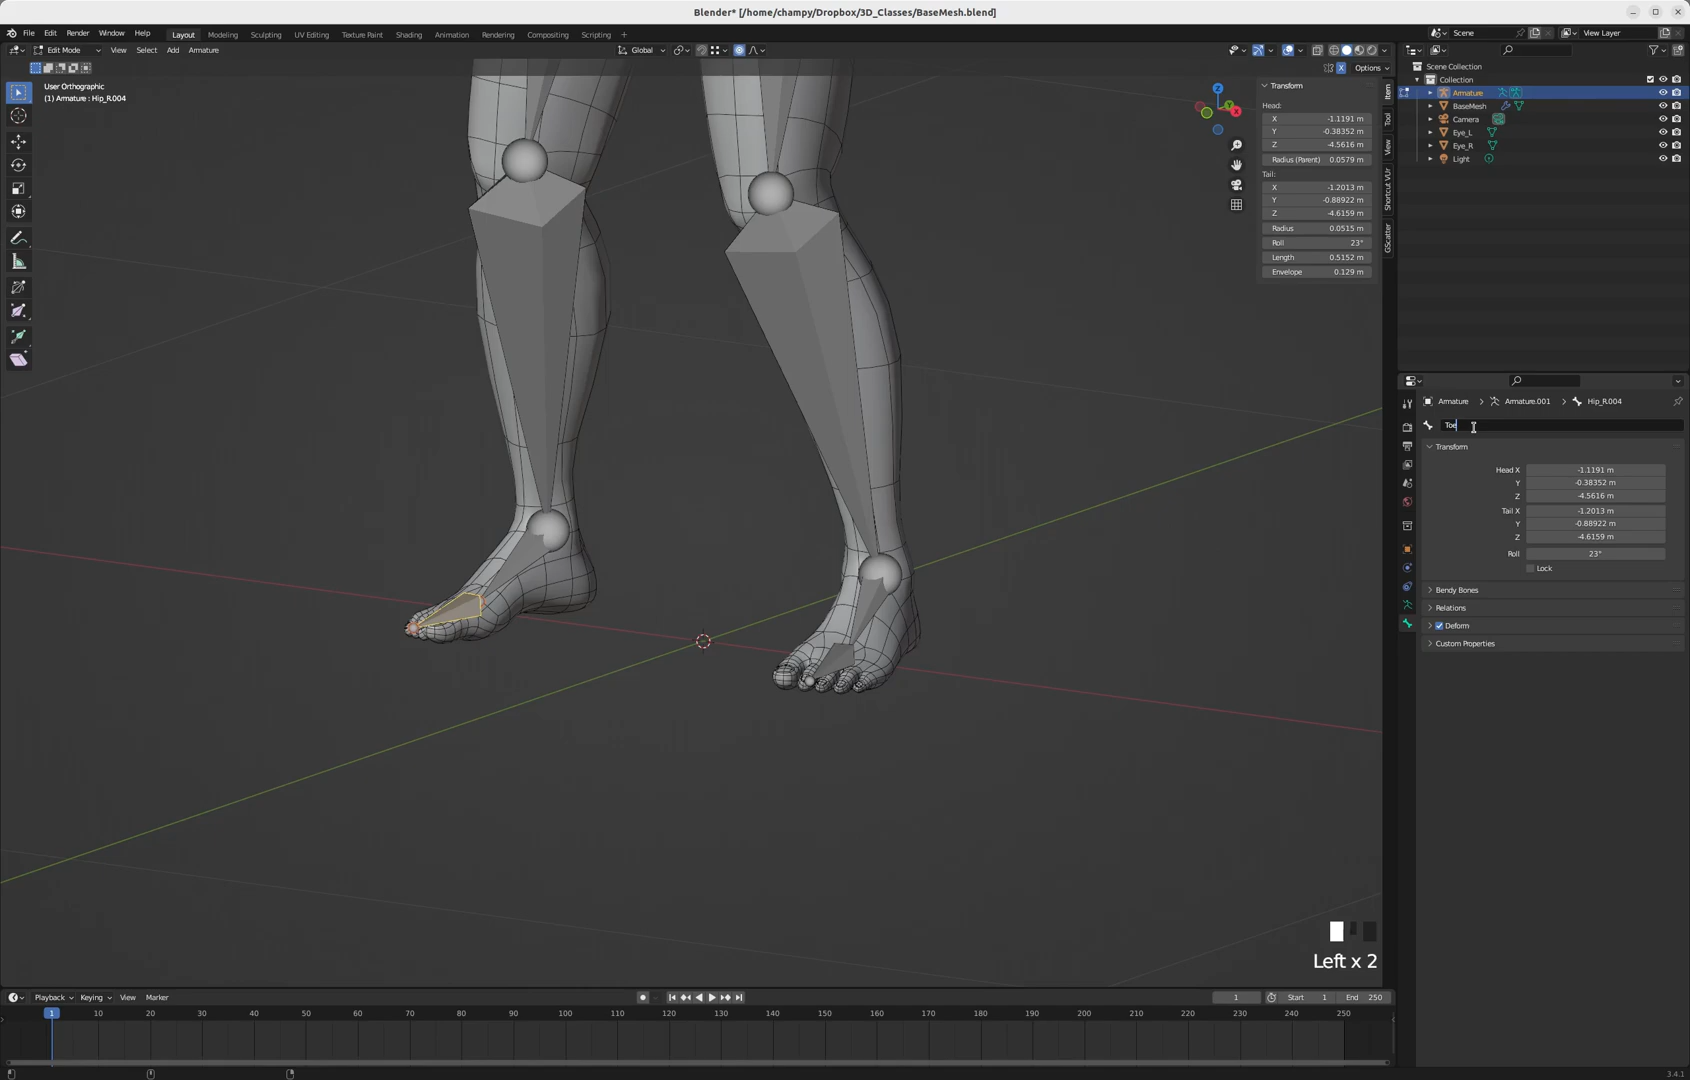 Blender* [/home/champy/Dropbox/3D_Classes/BaseMesh.blend]
File Edit Render Window Help Layout Modeling Sculpting UV Editing Texture Paint Shading Animation Rendering Compositing Scripting + Scene View Layer
Edit Mode View Select Add Armature Global
X Options
User Orthographic
(1) Armature : Hip_R.004
Transform
Head:
X -1.1191 m
Y -0.38352 m
Z -4.5616 m
Radius (Parent) 0.0579 m
Tail:
X -1.2013 m
Y -0.88922 m
Z -4.6159 m
Radius 0.0515 m
Roll 23°
Length 0.5152 m
Envelope 0.129 m
Item
Tool
View
Shortcut VUr
GScatter
Z
Y
X
Scene Collection
Collection
Armature
BaseMesh
Camera
Eye_L
Eye_R
Light
Armature > Armature.001 > Hip_R.004
Toe
Transform
Head X -1.1191 m
Y -0.38352 m
Z -4.5616 m
Tail X -1.2013 m
Y -0.88922 m
Z -4.6159 m
Roll 23°
Lock
Bendy Bones
Relations
Deform
Custom Properties
Left x 2
Playback Keying View Marker 1 Start 1 End 250
1 10 20 30 40 50 60 70 80 90 100 110 120 130 140 150 160 170 180 190 200 210 220 230 240 250
3.4.1